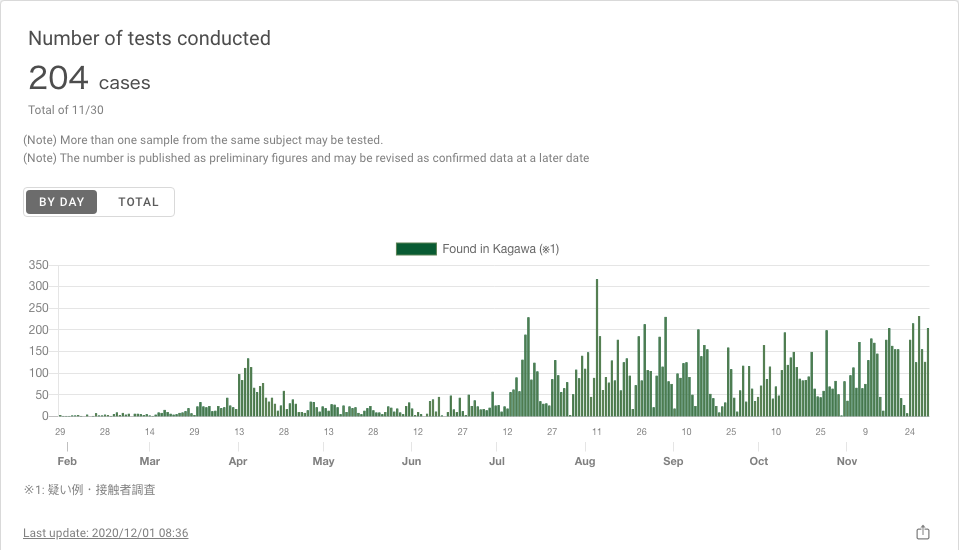 Number of tests conducted
204 cases
Total of 11/30
(Note) More than one sample from the same subject may be tested.
(Note) The number is published as preliminary figures and may be revised as confirmed data at a later date
BY DAY TOTAL
Found in Kagawa (※1)
350
300
250
200
150
100
50
0
29 28 14 29 13 28 13 28 12 27 12 27 11 26 10 25 10 25 9 24
Feb Mar Apr May Jun Jul Aug Sep Oct Nov
※1: 疑い例・接触者調査
Last update: 2020/12/01 08:36